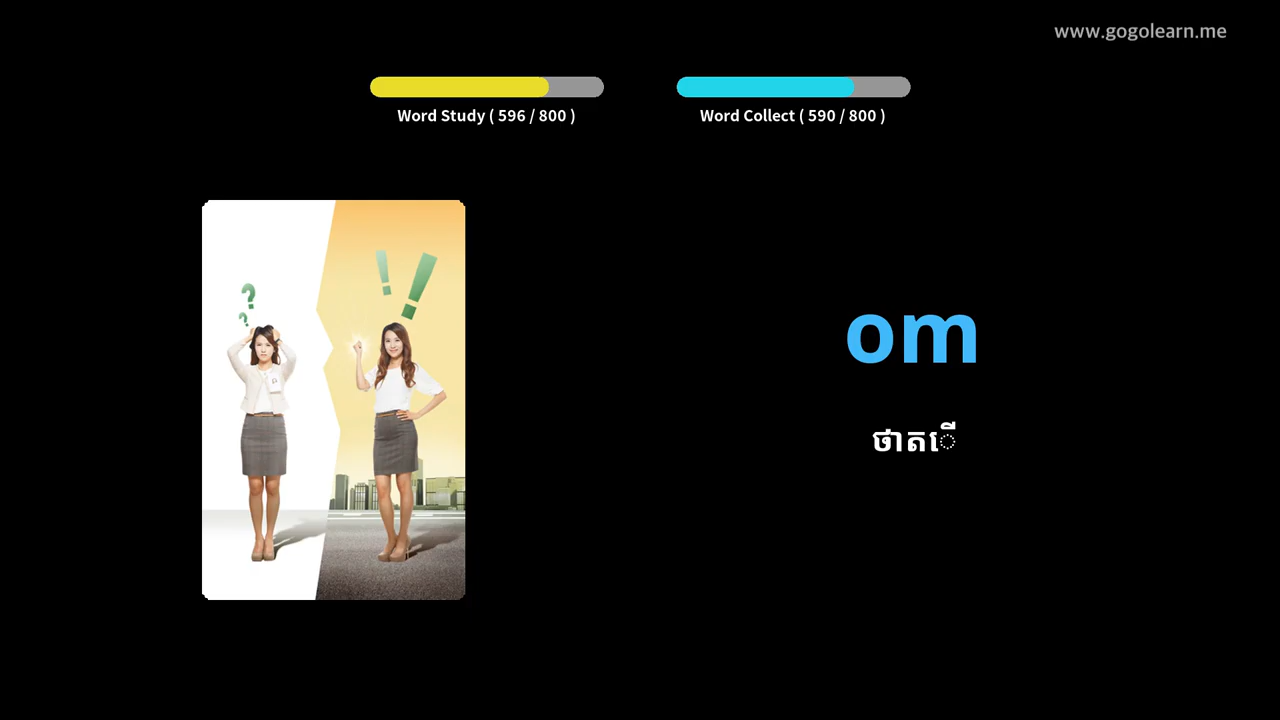 www.gogolearn.me
Word Study ( 596 / 800 )
Word Collect ( 590 / 800 )
? ?
! !
om
ថាតើ